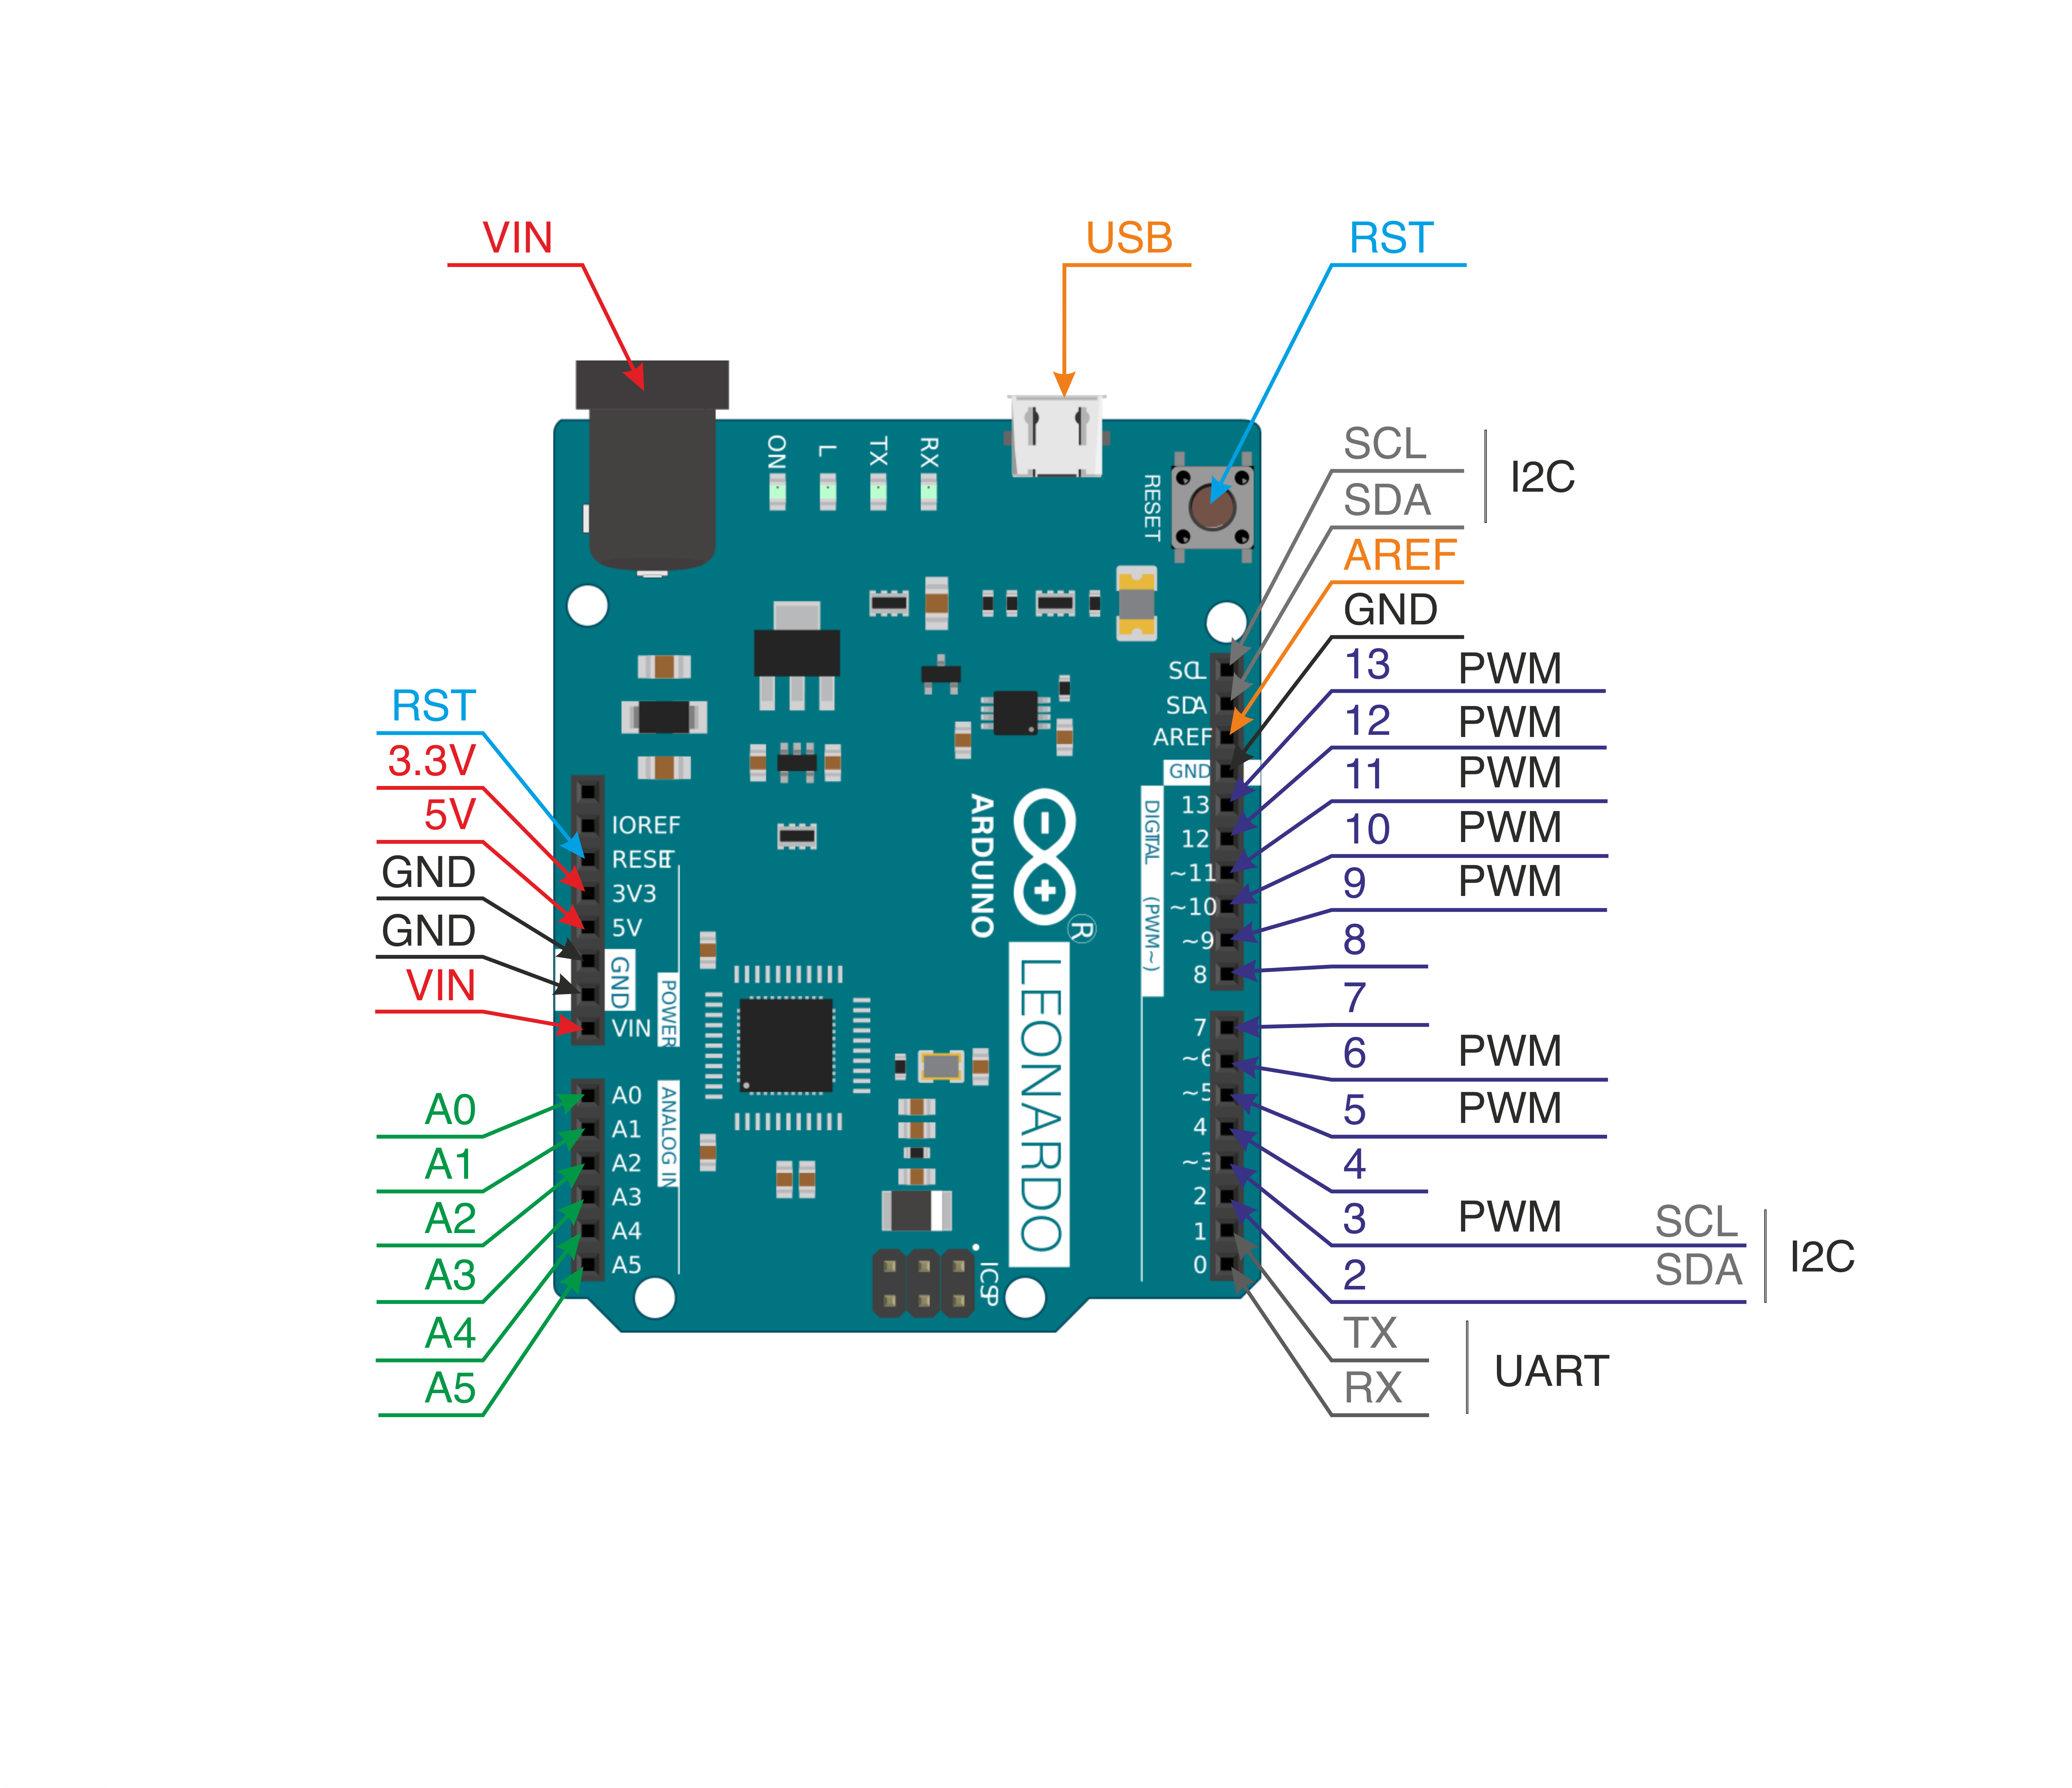 VIN
USB
RST
ON
L
TX
RX
RESET
SCL
SDA
I2C
AREF
GND
13 PWM
12 PWM
11 PWM
10 PWM
9 PWM
8
7
6 PWM
5 PWM
4
3 PWM SCL
2 SDA
I2C
TX
RX
UART
RST
3.3V
5V
GND
GND
VIN
A0
A1
A2
A3
A4
A5
IOREF
RESET
3V3
5V
GND
VIN
POWER
A0
A1
A2
A3
A4
A5
ANALOG IN
ARDUINO
®
LEONARDO
ICSP
SCL
SDA
AREF
GND
13
12
~11
~10
~9
8
7
~6
~5
4
~3
2
1
0
DIGITAL (PWM~)